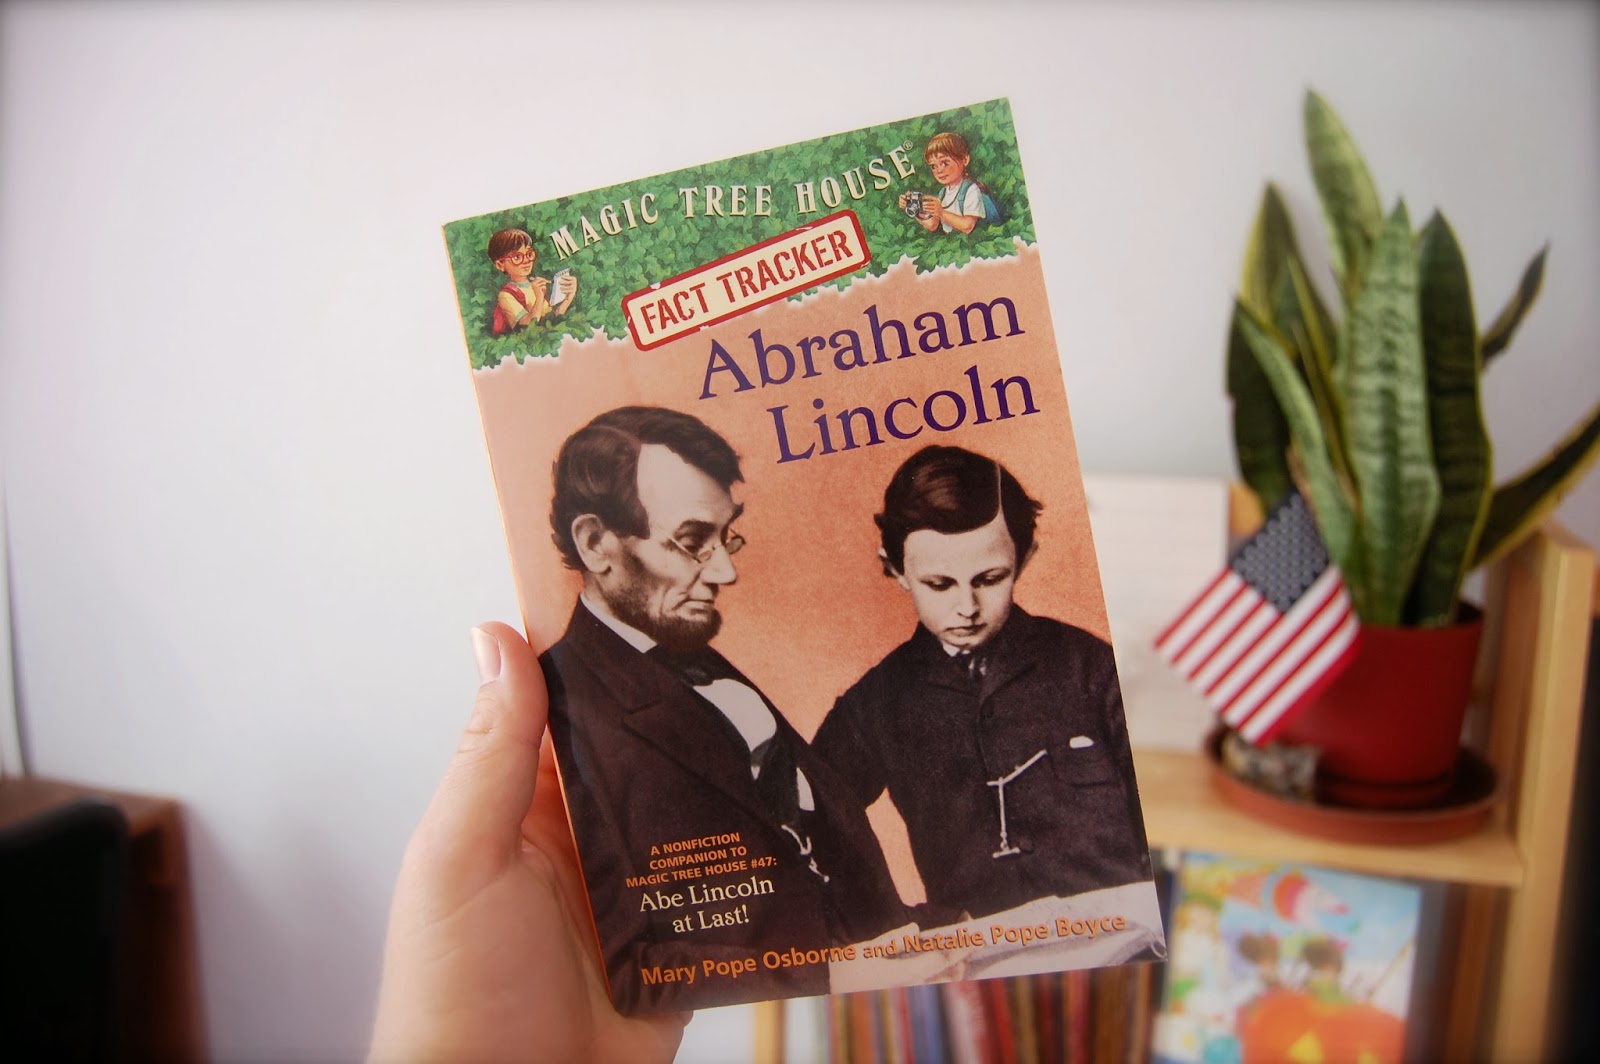 MAGIC TREE HOUSE®
FACT TRACKER
Abraham
Lincoln
A NONFICTION
COMPANION TO
MAGIC TREE HOUSE #47:
Abe Lincoln
at Last!
Mary Pope Osborne and Natalie Pope Boyce